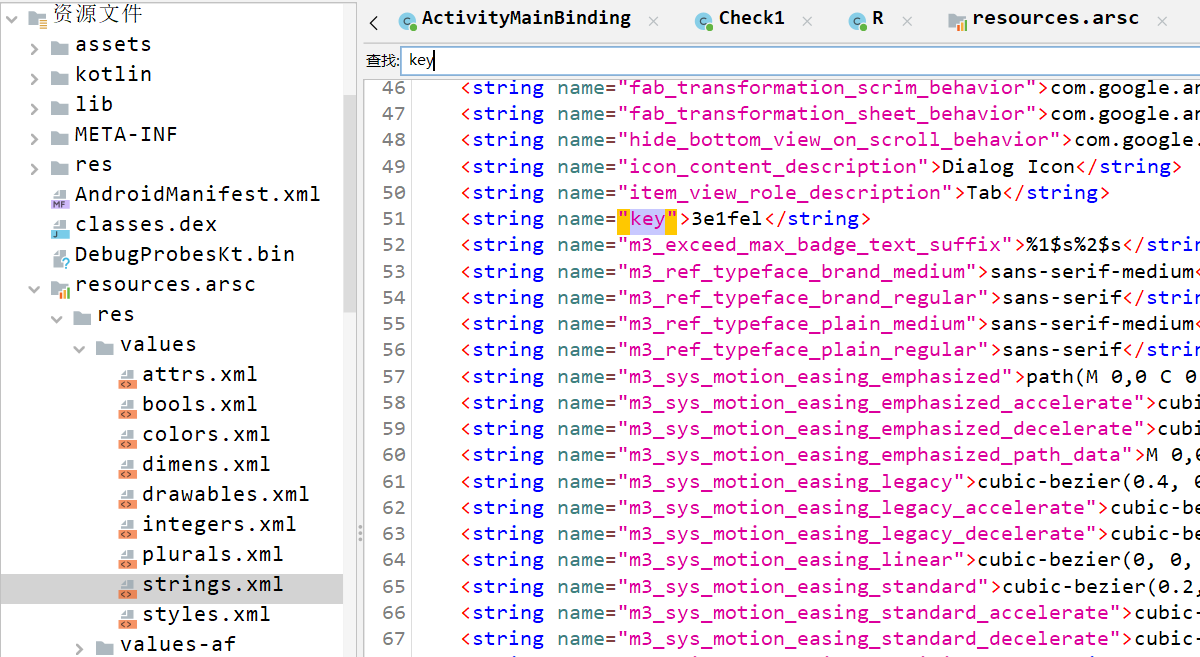 资源文件
assets
kotlin
lib
META-INF
res
AndroidManifest.xml
classes.dex
DebugProbesKt.bin
resources.arsc
res
values
attrs.xml
bools.xml
colors.xml
dimens.xml
drawables.xml
integers.xml
plurals.xml
strings.xml
styles.xml
values-af
ActivityMainBinding
Check1
R
resources.arsc
查找: key
46 <string name="fab_transformation_scrim_behavior">com.google.an
47 <string name="fab_transformation_sheet_behavior">com.google.an
48 <string name="hide_bottom_view_on_scroll_behavior">com.google.
49 <string name="icon_content_description">Dialog Icon</string>
50 <string name="item_view_role_description">Tab</string>
51 <string name="key">3e1fel</string>
52 <string name="m3_exceed_max_badge_text_suffix">%1$s%2$s</strin
53 <string name="m3_ref_typeface_brand_medium">sans-serif-medium<
54 <string name="m3_ref_typeface_brand_regular">sans-serif</strin
55 <string name="m3_ref_typeface_plain_medium">sans-serif-medium<
56 <string name="m3_ref_typeface_plain_regular">sans-serif</strin
57 <string name="m3_sys_motion_easing_emphasized">path(M 0,0 C 0
58 <string name="m3_sys_motion_easing_emphasized_accelerate">cubi
59 <string name="m3_sys_motion_easing_emphasized_decelerate">cubi
60 <string name="m3_sys_motion_easing_emphasized_path_data">M 0,0
61 <string name="m3_sys_motion_easing_legacy">cubic-bezier(0.4, 0
62 <string name="m3_sys_motion_easing_legacy_accelerate">cubic-be
63 <string name="m3_sys_motion_easing_legacy_decelerate">cubic-be
64 <string name="m3_sys_motion_easing_linear">cubic-bezier(0, 0,
65 <string name="m3_sys_motion_easing_standard">cubic-bezier(0.2,
66 <string name="m3_sys_motion_easing_standard_accelerate">cubic-
67 <string name="m3_sys_motion_easing_standard_decelerate">cubic-